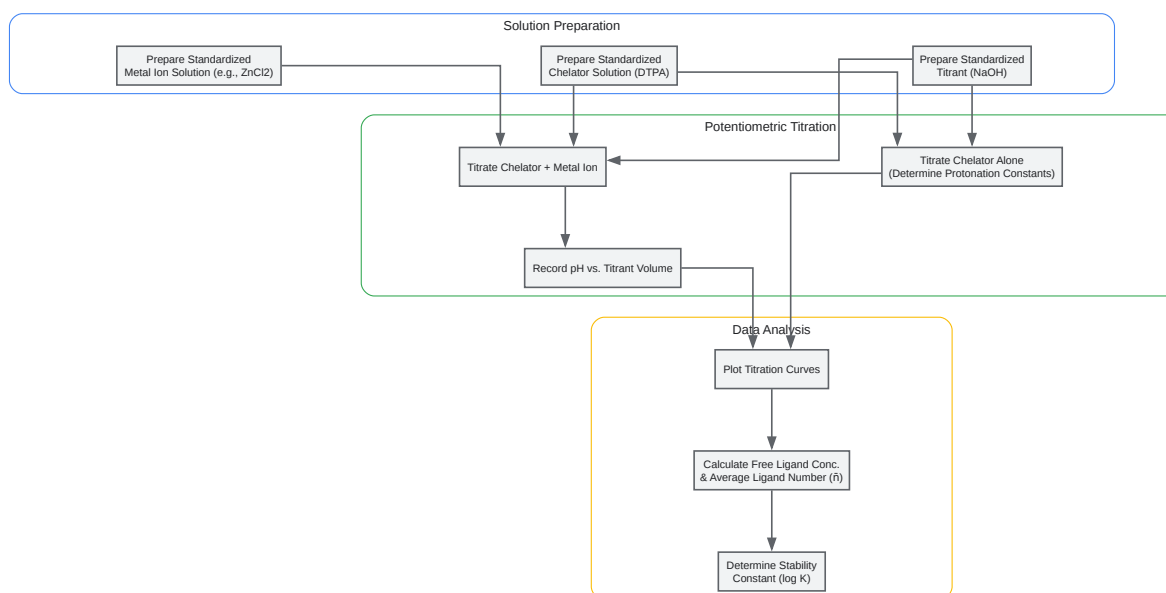 Solution Preparation
Prepare Standardized
Metal Ion Solution (e.g., ZnCl2)
Prepare Standardized
Chelator Solution (DTPA)
Prepare Standardized
Titrant (NaOH)
Potentiometric Titration
Titrate Chelator + Metal Ion
Titrate Chelator Alone
(Determine Protonation Constants)
Record pH vs. Titrant Volume
Data Analysis
Plot Titration Curves
Calculate Free Ligand Conc.
& Average Ligand Number (n̄)
Determine Stability
Constant (log K)